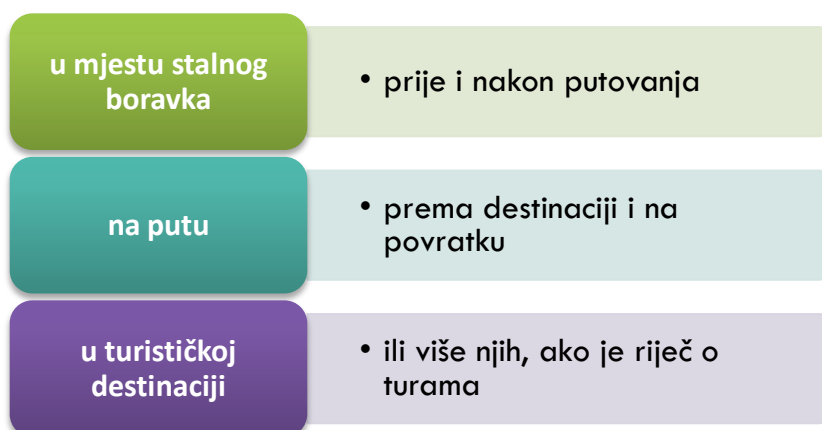 u mjestu stalnog
boravka
• prije i nakon putovanja
na putu
• prema destinaciji i na
povratku
u turističkoj
destinaciji
• ili više njih, ako je riječ o
turama